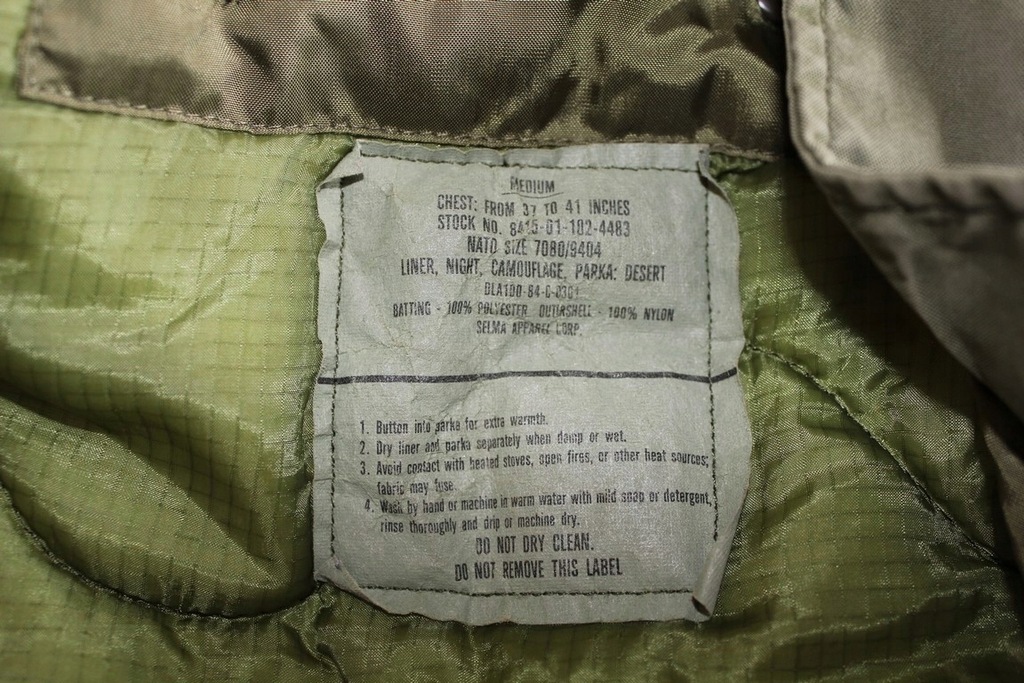 MEDIUM
CHEST: FROM 37 TO 41 INCHES
STOCK NO. 8415-01-102-4483
NATO SIZE 7080/9404
LINER, NIGHT, CAMOUFLAGE, PARKA: DESERT
DLA100-84-C-0301
BATTING - 100% POLYESTER OUTERSHELL - 100% NYLON
SELMA APPAREL CORP.
1. Button into parka for extra warmth.
2. Dry liner and parka separately when damp or wet.
3. Avoid contact with heated stoves, open fires, or other heat sources;
fabric may fuse.
4. Wash by hand or machine in warm water with mild soap or detergent,
rinse thoroughly and drip or machine dry.
DO NOT DRY CLEAN.
DO NOT REMOVE THIS LABEL